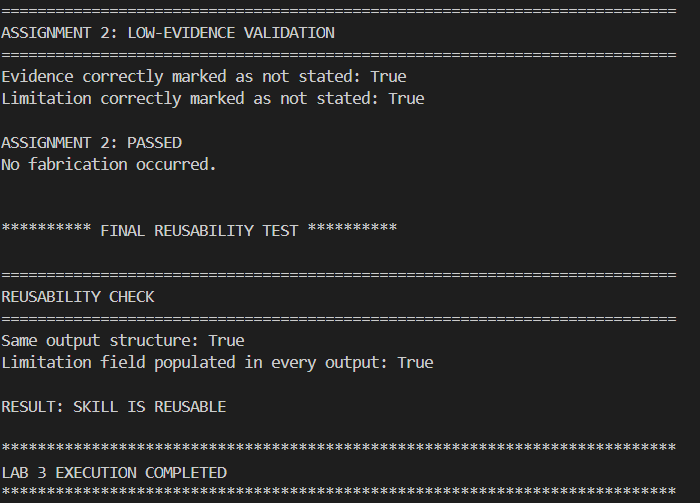 ===========================================================================
ASSIGNMENT 2: LOW-EVIDENCE VALIDATION
===========================================================================
Evidence correctly marked as not stated: True
Limitation correctly marked as not stated: True
ASSIGNMENT 2: PASSED
No fabrication occurred.
********** FINAL REUSABILITY TEST **********
===========================================================================
REUSABILITY CHECK
===========================================================================
Same output structure: True
Limitation field populated in every output: True
RESULT: SKILL IS REUSABLE
***************************************************************************
LAB 3 EXECUTION COMPLETED
***************************************************************************